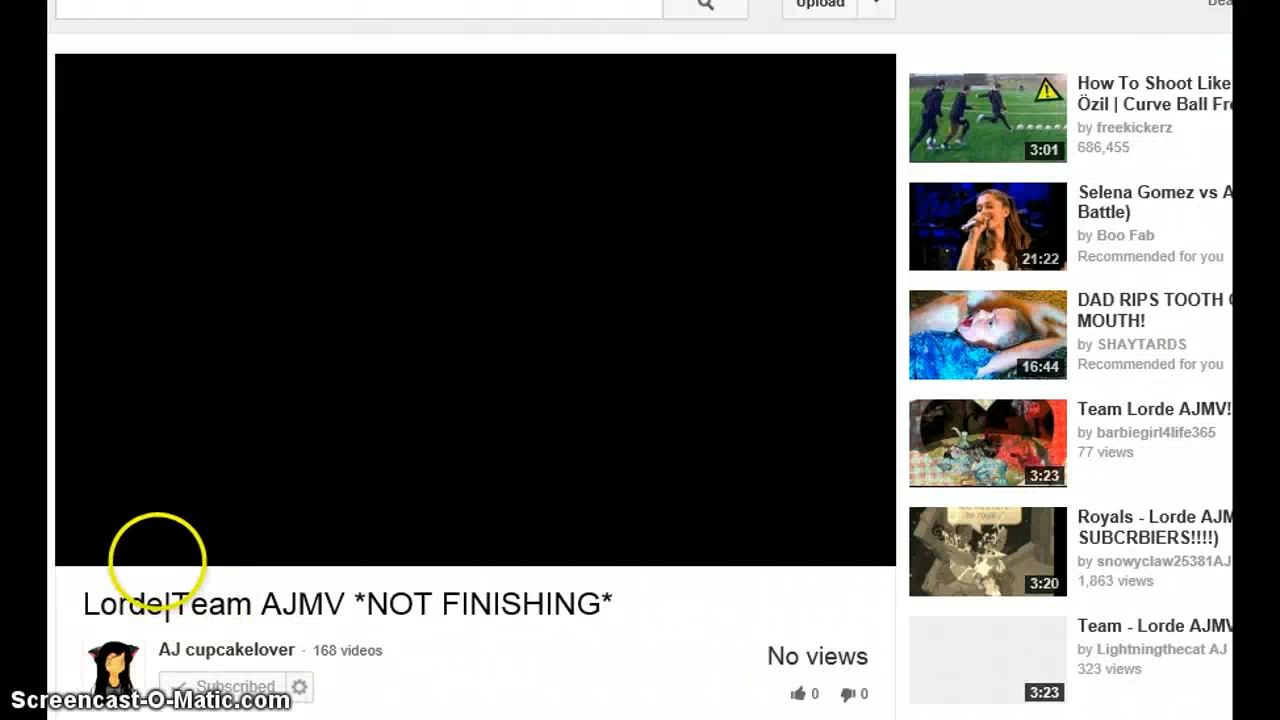 Upload
How To Shoot Like
Özil | Curve Ball Fr
by freekickerz
686,455
3:01
Selena Gomez vs A
Battle)
by Boo Fab
Recommended for you
21:22
DAD RIPS TOOTH
MOUTH!
by SHAYTARDS
Recommended for you
16:44
Team Lorde AJMV!
by barbiegirl4life365
77 views
3:23
Royals - Lorde AJM
SUBCRBIERS!!!!)
by snowyclaw25381AJ
1,863 views
3:20
Team - Lorde AJMV
by Lightningthecat AJ
323 views
3:23
Lorde|Team AJMV *NOT FINISHING*
AJ cupcakelover · 168 videos
Subscribed
No views
0 0
Screencast-O-Matic.com